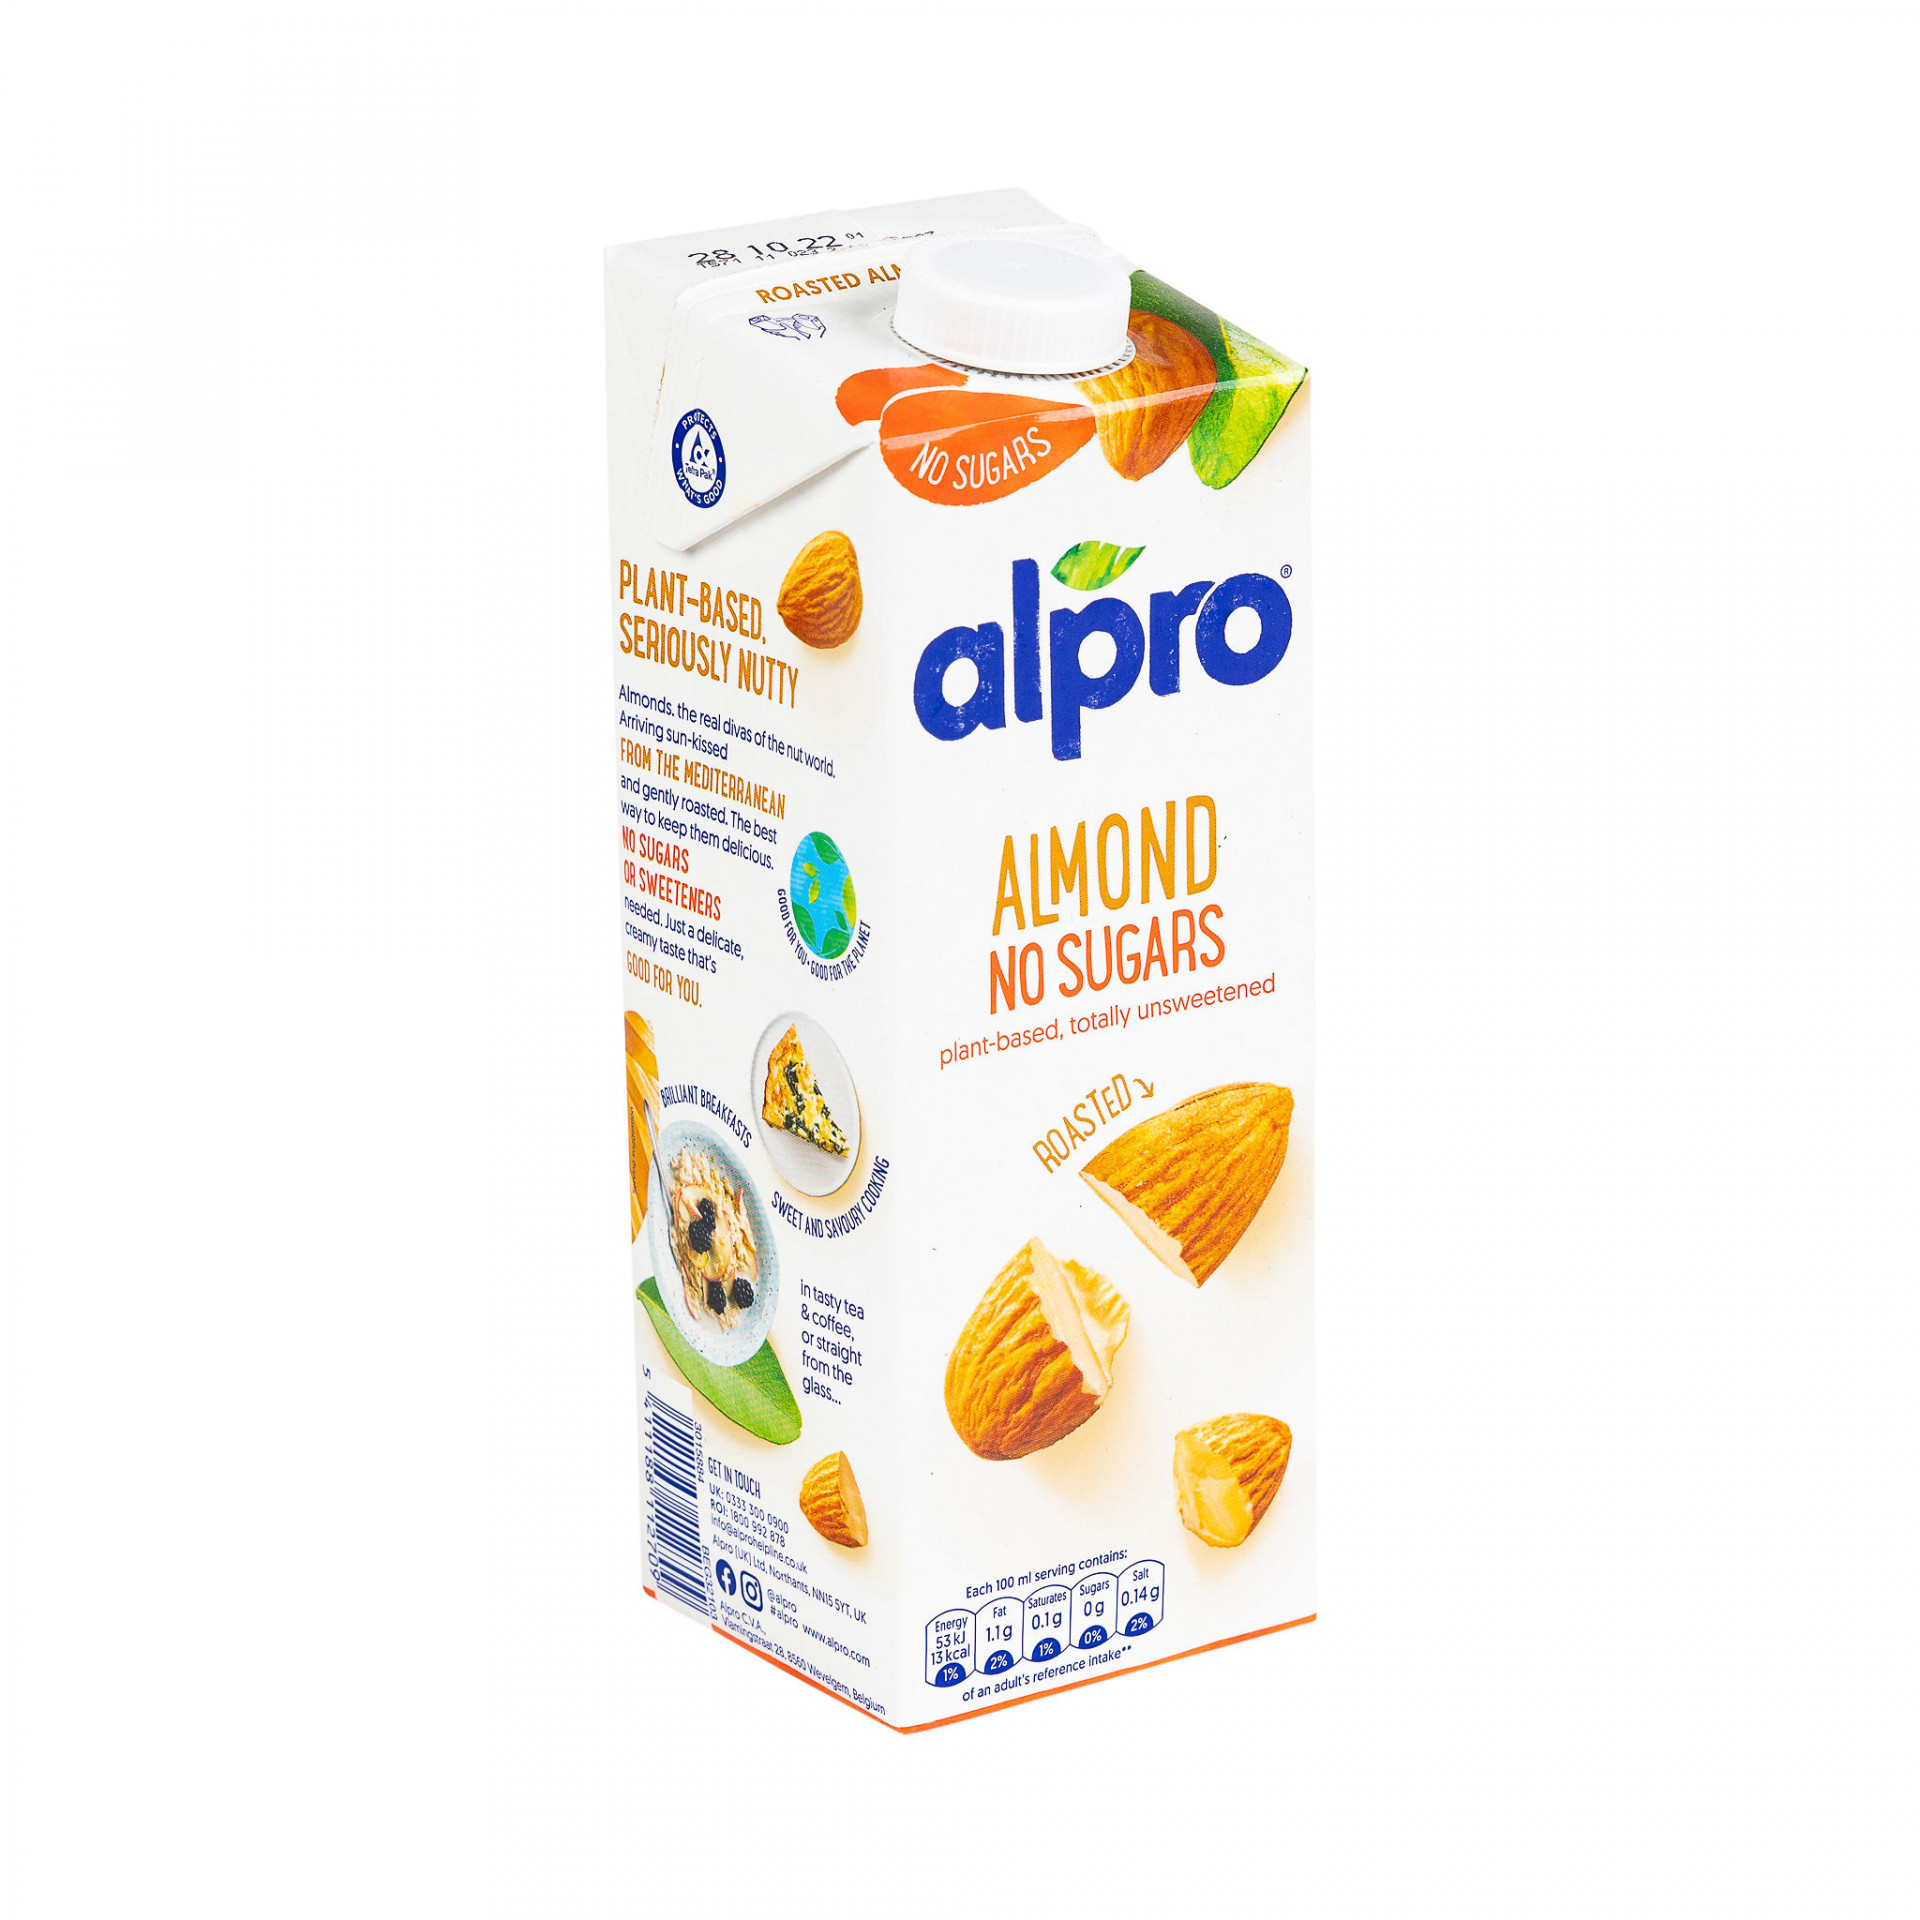 28 10 22 01
ROASTED
PROTECTS
Tetra Pak®
WHAT'S GOOD
NO SUGARS
alpro®
ALMOND
NO SUGARS
plant-based, totally unsweetened
ROASTED
Each 100 ml serving contains:
Energy
53 kJ
13 kcal
1%
Fat
1.1g
2%
Saturates
0.1g
1%
Sugars
0g
0%
Salt
0.14g
2%
of an adult's reference intake**
PLANT-BASED,
SERIOUSLY NUTTY
Almonds. the real divas of the nut world.
Arriving sun-kissed
FROM THE MEDITERRANEAN
and gently roasted. The best
way to keep them delicious.
NO SUGARS
OR SWEETENERS
needed. Just a delicate,
creamy taste that's
GOOD FOR YOU.
GOOD FOR YOU • GOOD FOR THE PLANET
BRILLIANT BREAKFASTS
SWEET AND SAVOURY COOKING
in tasty tea
& coffee,
or straight
from the
glass...
5 411188 112709
30158884
BEG32103
GET IN TOUCH
UK: 0333 300 0900
ROI: 1800 992 878
info@alprohelpline.co.uk
Alpro (UK) Ltd, Northants, NN15 5YT, UK
@alpro
#alpro www.alpro.com
Alpro C.V.A.,
Vlamingstraat 28, 8560 Wevelgem, Belgium